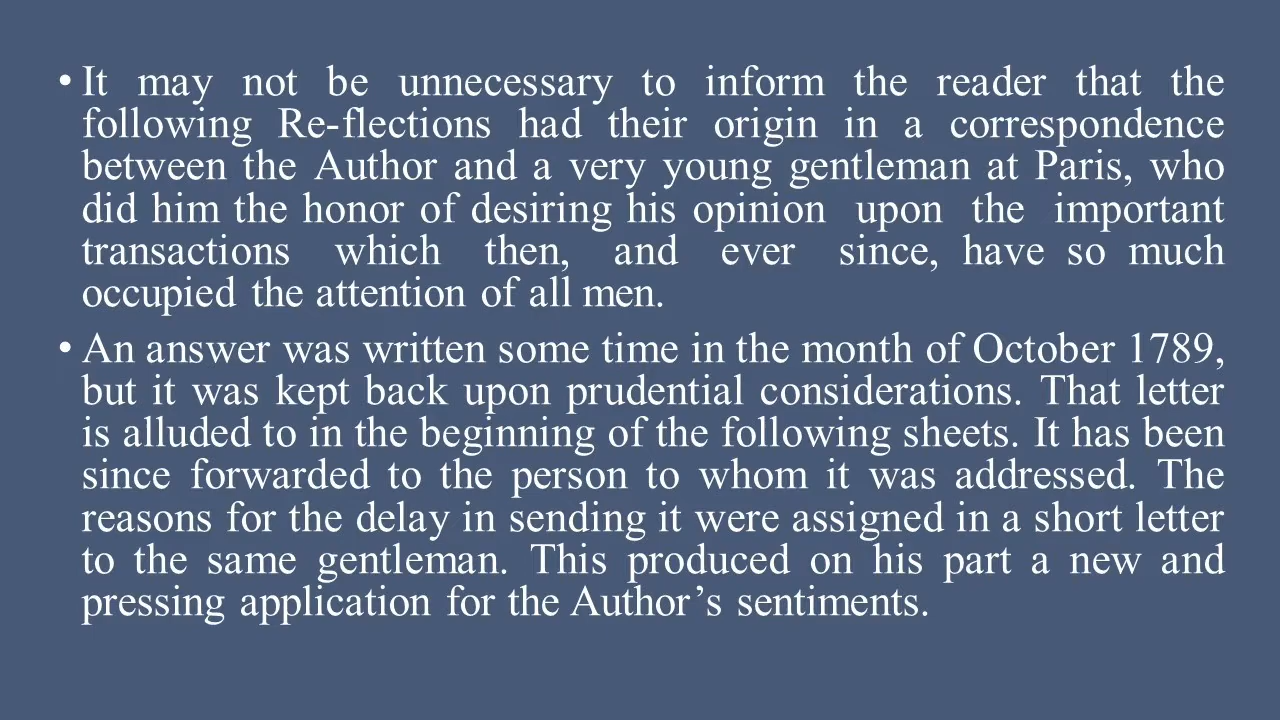 • It may not be unnecessary to inform the reader that the
following Re-flections had their origin in a correspondence
between the Author and a very young gentleman at Paris, who
did him the honor of desiring his opinion upon the important
transactions which then, and ever since, have so much
occupied the attention of all men.
• An answer was written some time in the month of October 1789,
but it was kept back upon prudential considerations. That letter
is alluded to in the beginning of the following sheets. It has been
since forwarded to the person to whom it was addressed. The
reasons for the delay in sending it were assigned in a short letter
to the same gentleman. This produced on his part a new and
pressing application for the Author’s sentiments.